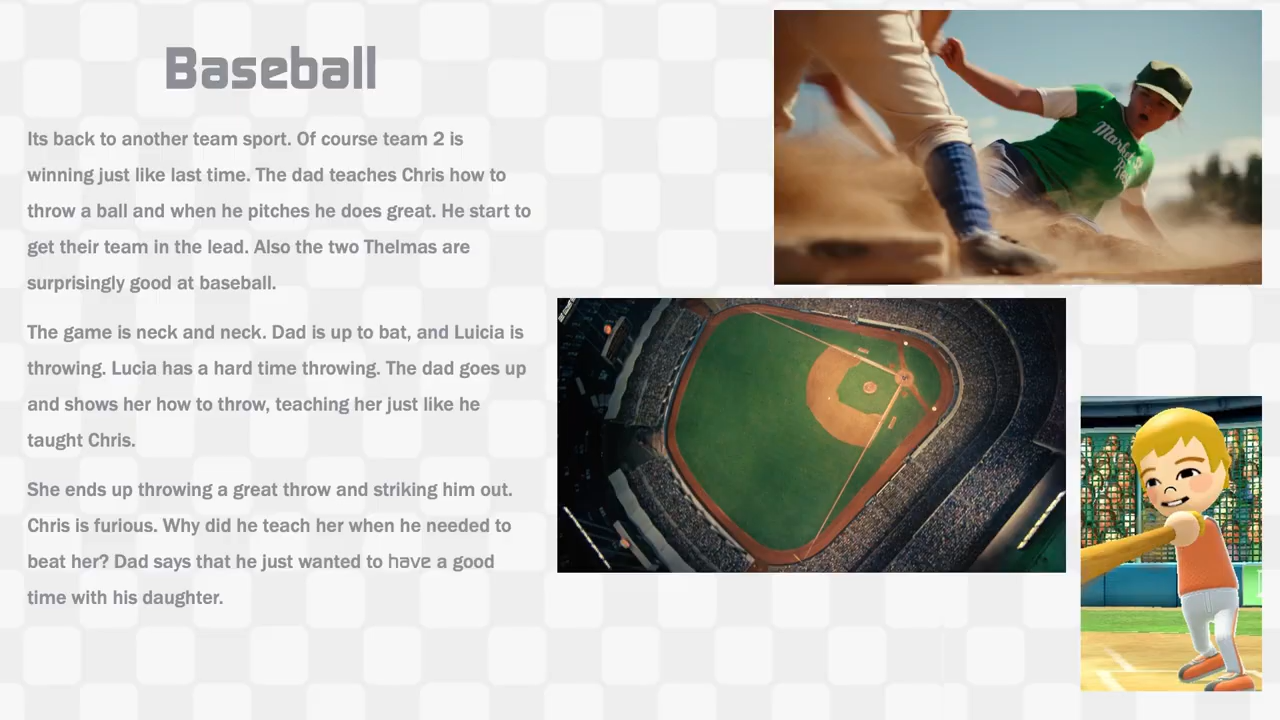 Baseball
Its back to another team sport. Of course team 2 is
winning just like last time. The dad teaches Chris how to
throw a ball and when he pitches he does great. He start to
get their team in the lead. Also the two Thelmas are
surprisingly good at baseball.
The game is neck and neck. Dad is up to bat, and Luicia is
throwing. Lucia has a hard time throwing. The dad goes up
and shows her how to throw, teaching her just like he
taught Chris.
She ends up throwing a great throw and striking him out.
Chris is furious. Why did he teach her when he needed to
beat her? Dad says that he just wanted to have a good
time with his daughter.